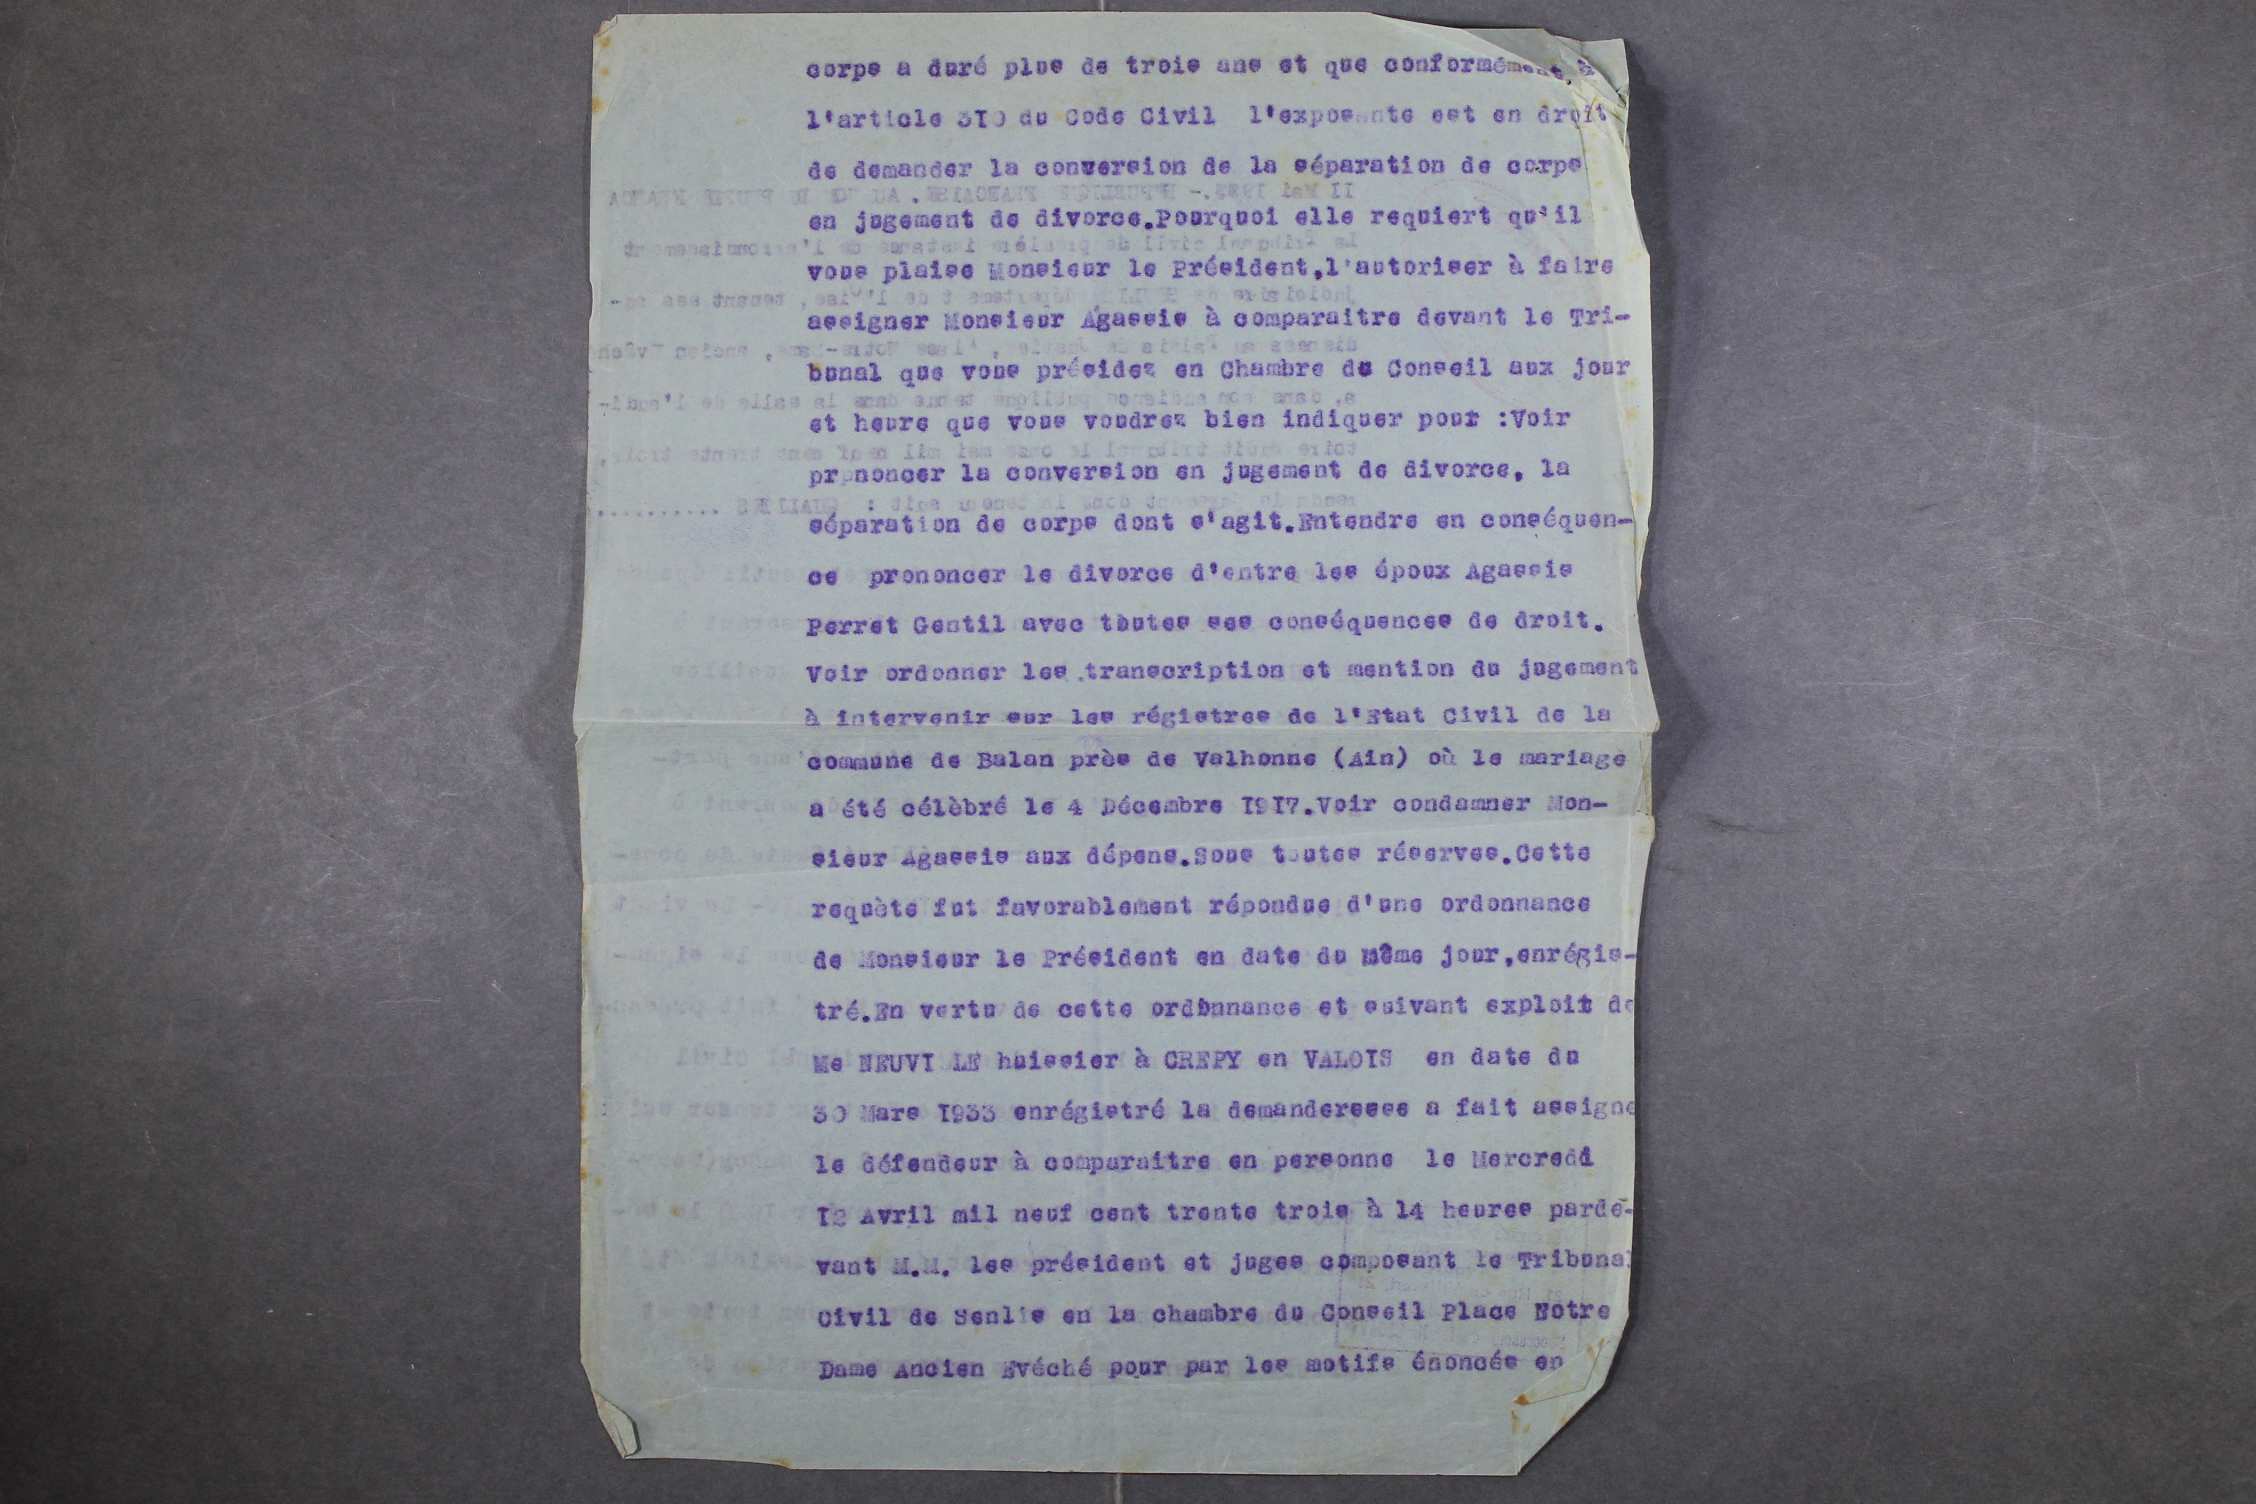 corps a duré plus de trois ans et que conformément à
l'article 3I0 du Code Civil l'exposante est en droit
de demander la conversion de la séparation de corps
en jugement de divorce.Pourquoi elle requiert qu'il
vous plaise Monsieur le Président,l'autoriser à faire
assigner Monsieur Agassis à comparaitre devant le Tri-
bunal que vous présidez en Chambre du Conseil aux jour
et heure que vous voudrez bien indiquer pour :Voir
prononcer la conversion en jugement de divorce, la
séparation de corps dont s'agit.Entendre en conséquen-
ce prononcer le divorce d'entre les époux Agassis
Perret Gentil avec toutes ses conséquences de droit.
Voir ordonner les transcription et mention du jugement
à intervenir sur les régistres de l'Etat Civil de la
commune de Balan près de Valhonne (Ain) où le mariage
a été célèbré le 4 Décembre I9I7.Voir condamner Mon-
sieur Agassis aux dépens.Sous toutes réserves.Cette
requète fut favorablement répondue d'une ordonnance
de Monsieur le Président en date du même jour,enrégis-
tré.En vertu de cette ordonnance et suivant exploit de
Me NEUVI LE huissier à CREPY en VALOIS en date du
30 Mars I933 enrégistré la demanderesse a fait assigne
le défendeur à comparaitre en personne le Mercredi
I2 Avril mil neuf cent trente trois à 14 heures pardé-
vant M.M. les président et juges composant le Tribunal
Civil de Senlis en la chambre du Conseil Place Notre
Dame Ancien Evéché pour par les motifs énoncés en